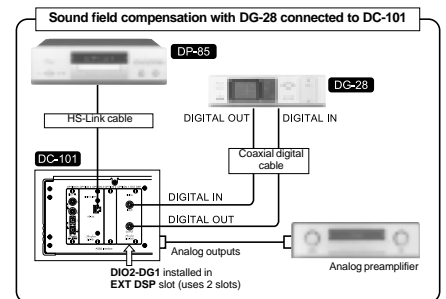 Sound field compensation with DG-28 connected to DC-101
DP-85
DG-28
HS-Link cable
DIGITAL OUT
DIGITAL IN
DC-101
Coaxial digital
cable
DIGITAL IN
DIGITAL OUT
Analog outputs
Analog preamplifier
DIO2-DG1 installed in
EXT DSP slot (uses 2 slots)